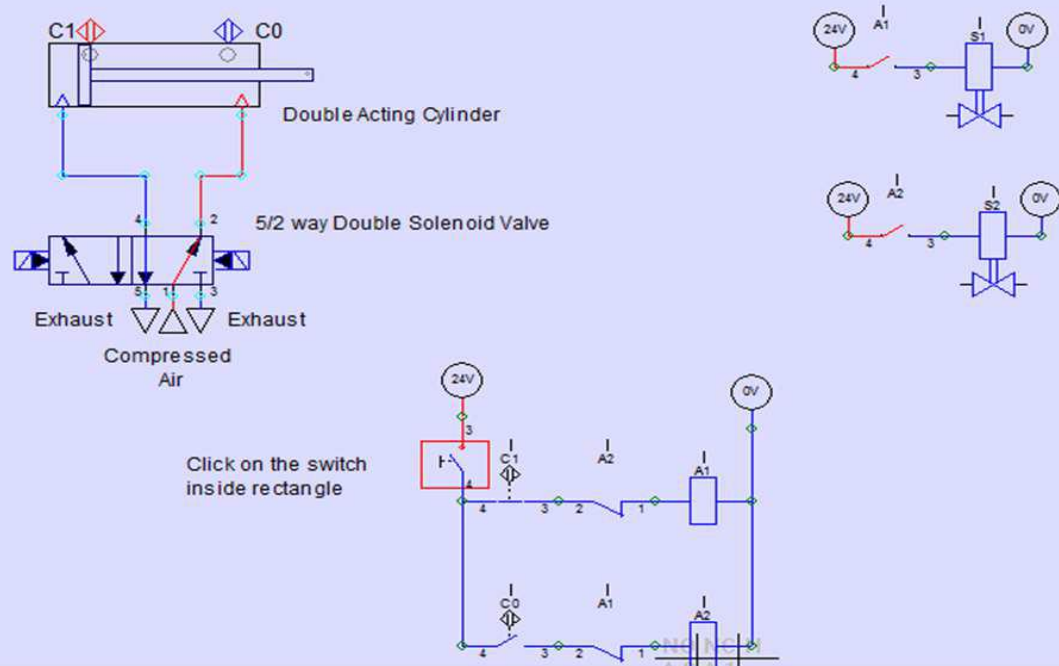 C1 C0
Double Acting Cylinder
4 2
5/2 way Double Solenoid Valve
5 1 3
Exhaust Exhaust
Compressed
Air
24V A1 S1 0V
4 3
24V A2 S2 0V
4 3
24V 0V
3
Click on the switch
inside rectangle
4
C1 A2 A1
4 3 2 1
C0 A1 A2
4 3 2 1
NO NC